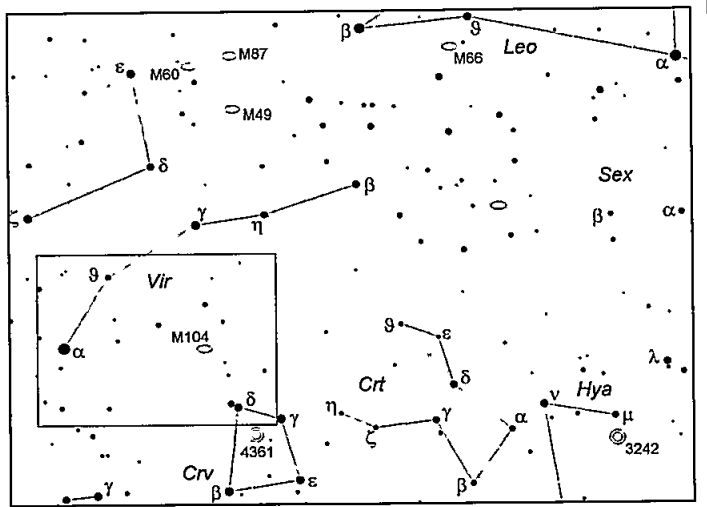 β ϑ Leo
M87 M66
ε M60 α
M49
δ Sex
β
ζ γ η β α
ϑ Vir
M104 ϑ ε
α λ
δ Crt δ Hya
γ η γ α ν μ
ζ
4361 3242
Crv ε β
γ β